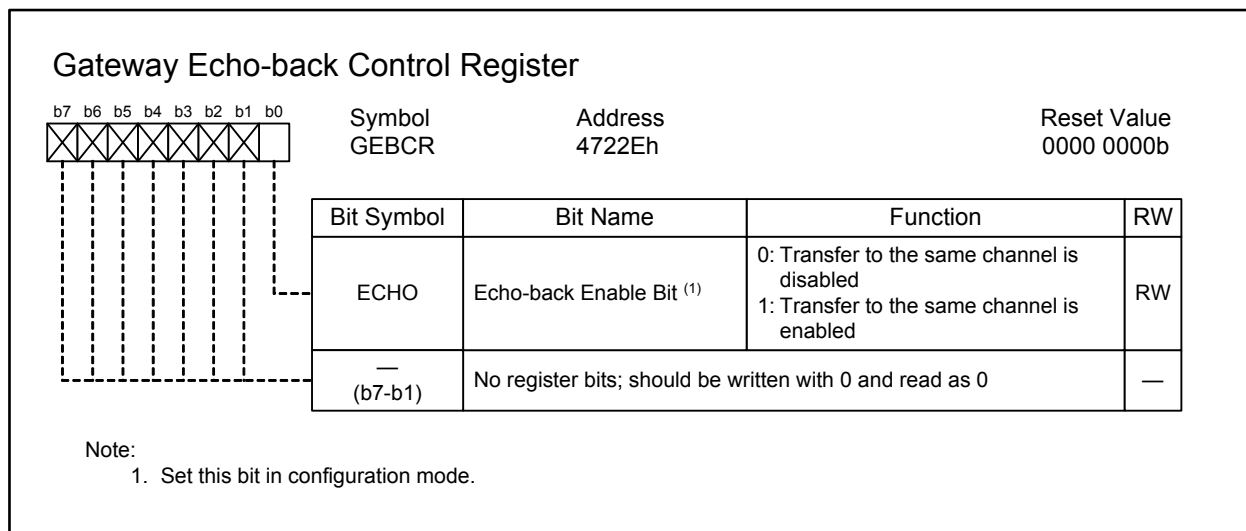 Gateway Echo-back Control Register
b7 b6 b5 b4 b3 b2 b1 b0
Symbol Address Reset Value
GEBCR 4722Eh 0000 0000b
Bit Symbol Bit Name Function RW
ECHO Echo-back Enable Bit (1) 0: Transfer to the same channel is
disabled
1: Transfer to the same channel is
enabled
RW
—
(b7-b1) No register bits; should be written with 0 and read as 0 —
Note:
1. Set this bit in configuration mode.